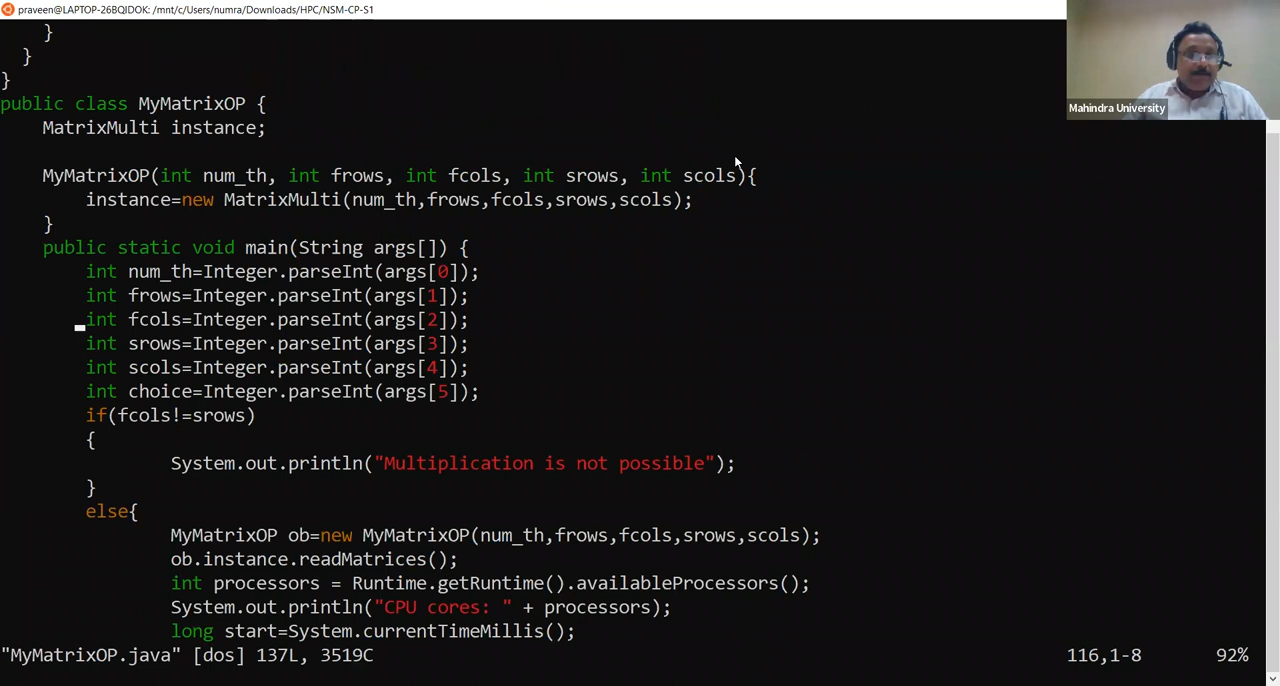 praveen@LAPTOP-26BQIDOK: /mnt/c/Users/numra/Downloads/HPC/NSM-CP-S1
}
}
}
public class MyMatrixOP {
MatrixMulti instance;
MyMatrixOP(int num_th, int frows, int fcols, int srows, int scols){
instance=new MatrixMulti(num_th,frows,fcols,srows,scols);
}
public static void main(String args[]) {
int num_th=Integer.parseInt(args[0]);
int frows=Integer.parseInt(args[1]);
int fcols=Integer.parseInt(args[2]);
int srows=Integer.parseInt(args[3]);
int scols=Integer.parseInt(args[4]);
int choice=Integer.parseInt(args[5]);
if(fcols!=srows)
{
System.out.println("Multiplication is not possible");
}
else{
MyMatrixOP ob=new MyMatrixOP(num_th,frows,fcols,srows,scols);
ob.instance.readMatrices();
int processors = Runtime.getRuntime().availableProcessors();
System.out.println("CPU cores: " + processors);
long start=System.currentTimeMillis();
"MyMatrixOP.java" [dos] 137L, 3519C 116,1-8 92%
Mahindra University